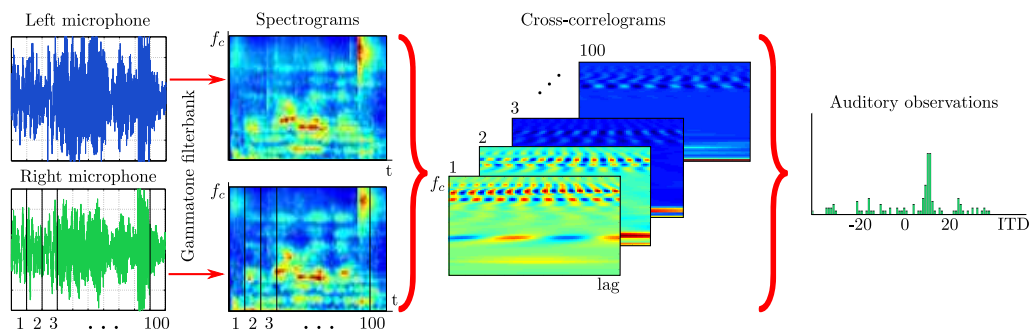 Left microphone
Spectrograms
Cross-correlograms
Auditory observations
f_c
t
Gammatone filterbank
Right microphone
f_c
t
1 2 3 . . . 100
1 2 3 . . . 100
100
3
2
1
f_c
lag
-20 0 20 ITD